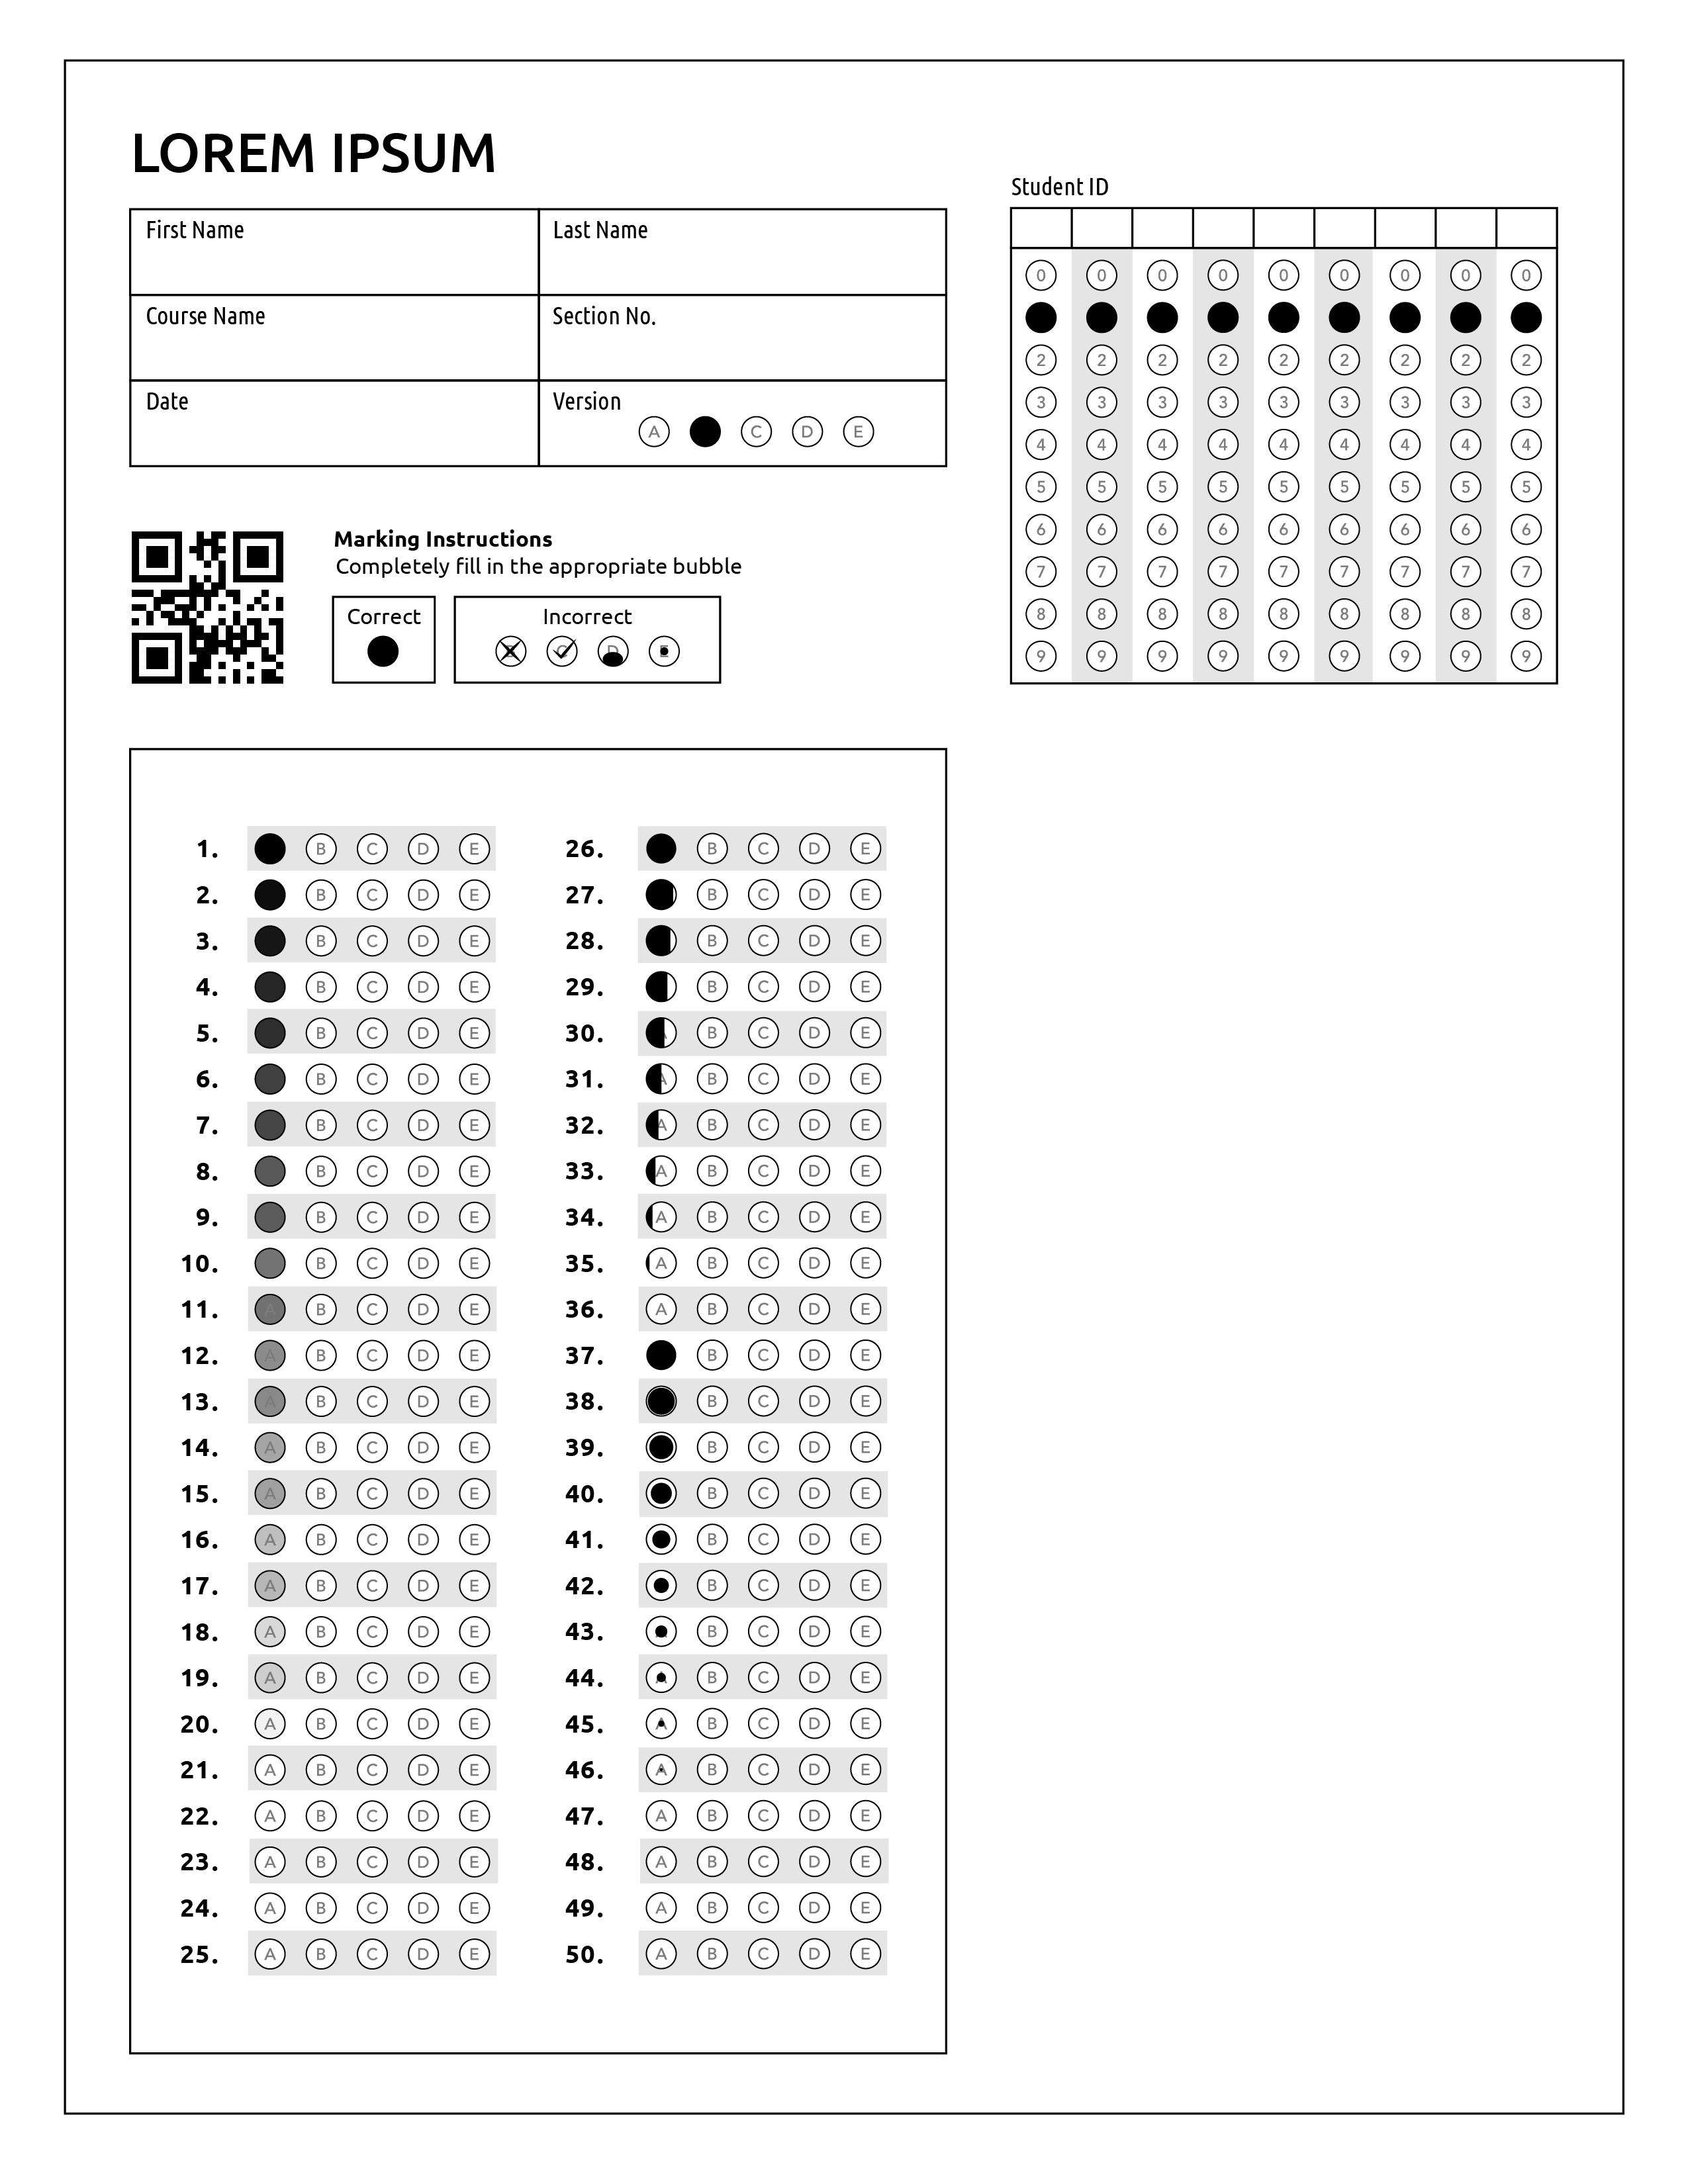 LOREM IPSUM
First Name
Last Name
Course Name
Section No.
Date
Version
A C D E
Student ID
0 0 0 0 0 0 0 0 0
2 2 2 2 2 2 2 2 2
3 3 3 3 3 3 3 3 3
4 4 4 4 4 4 4 4 4
5 5 5 5 5 5 5 5 5
6 6 6 6 6 6 6 6 6
7 7 7 7 7 7 7 7 7
8 8 8 8 8 8 8 8 8
9 9 9 9 9 9 9 9 9
Marking Instructions
Completely fill in the appropriate bubble
Correct
Incorrect
1. B C D E
2. B C D E
3. B C D E
4. B C D E
5. B C D E
6. B C D E
7. B C D E
8. B C D E
9. B C D E
10. B C D E
11. A B C D E
12. A B C D E
13. A B C D E
14. A B C D E
15. A B C D E
16. A B C D E
17. A B C D E
18. A B C D E
19. A B C D E
20. A B C D E
21. A B C D E
22. A B C D E
23. A B C D E
24. A B C D E
25. A B C D E
26. B C D E
27. B C D E
28. B C D E
29. B C D E
30. B C D E
31. A B C D E
32. A B C D E
33. A B C D E
34. A B C D E
35. A B C D E
36. A B C D E
37. B C D E
38. B C D E
39. B C D E
40. B C D E
41. B C D E
42. B C D E
43. B C D E
44. A B C D E
45. A B C D E
46. A B C D E
47. A B C D E
48. A B C D E
49. A B C D E
50. A B C D E